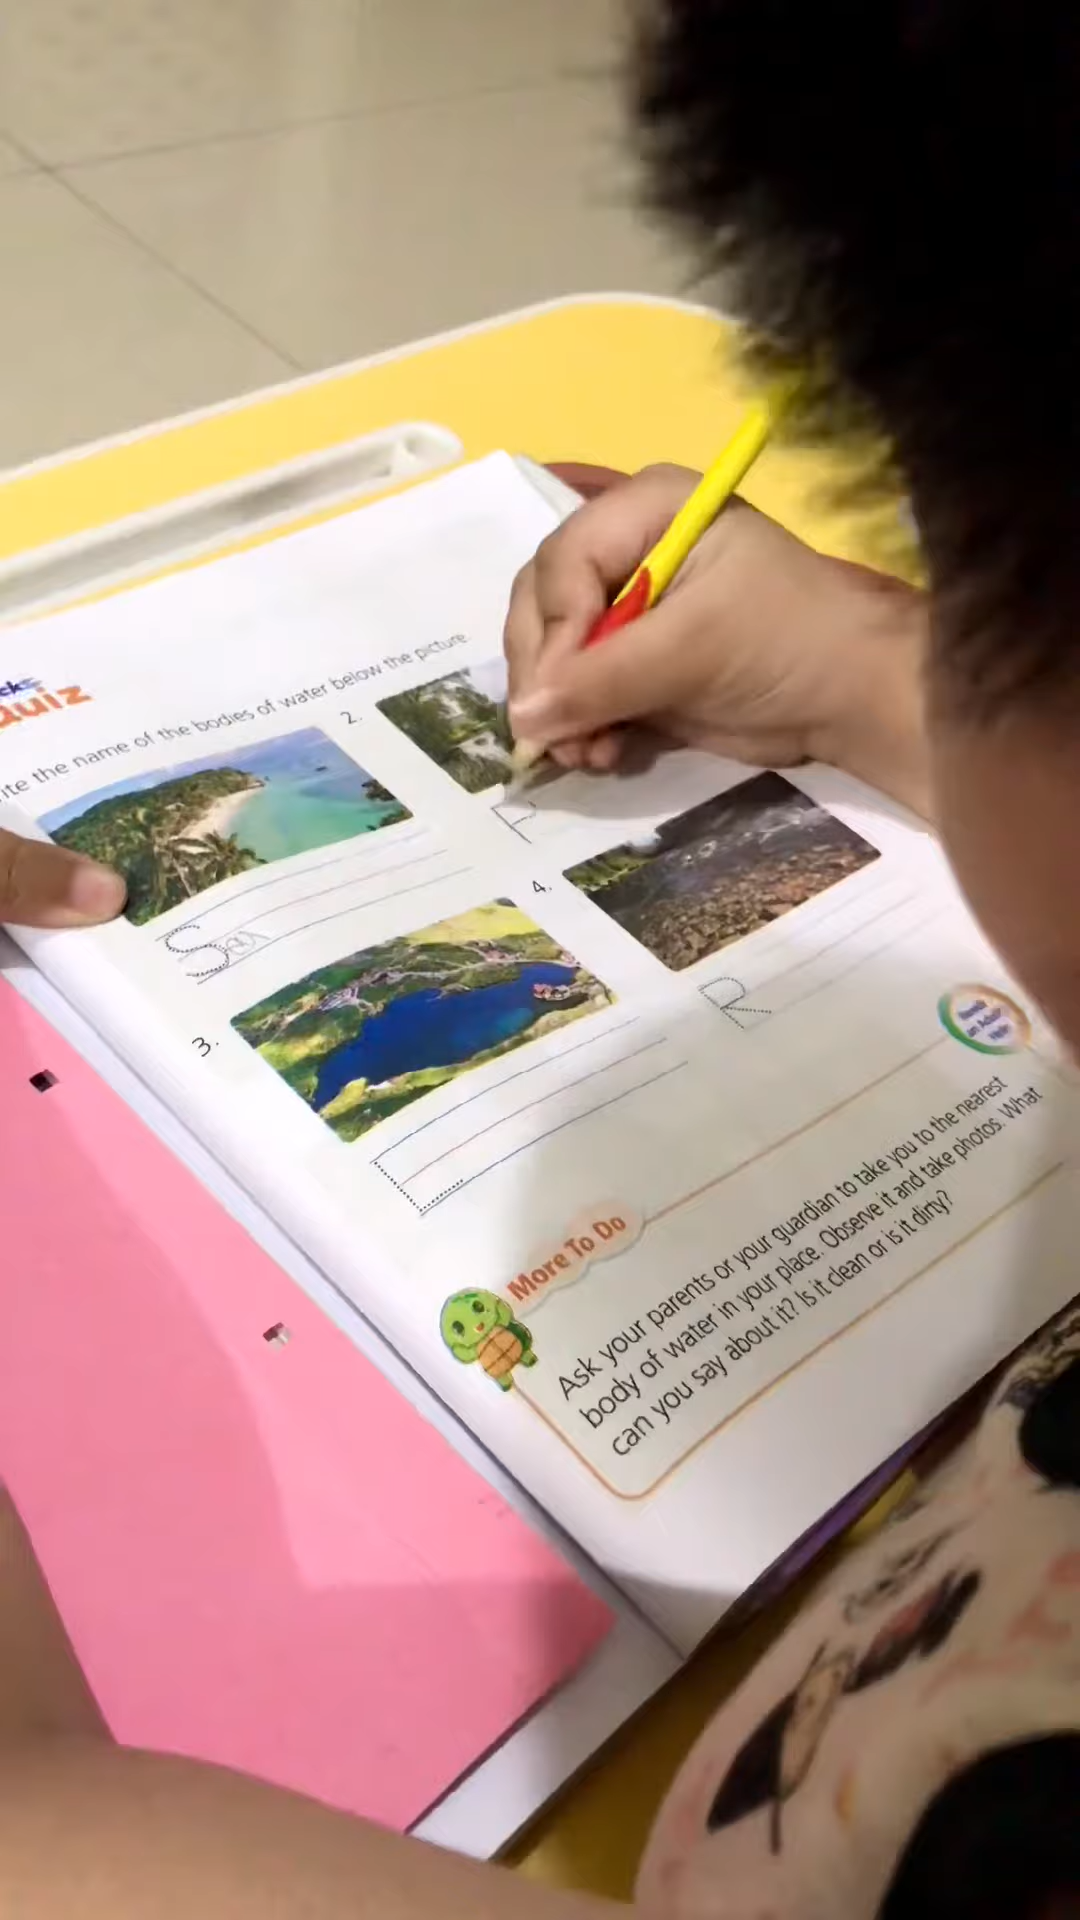 Quiz
the name of the bodies of water below the picture.
2.
Sea
P
4.
3.
R
L
More To Do
Ask your parents or your guardian to take you to the nearest
body of water in your place. Observe it and take photos. What
can you say about it? Is it clean or is it dirty?